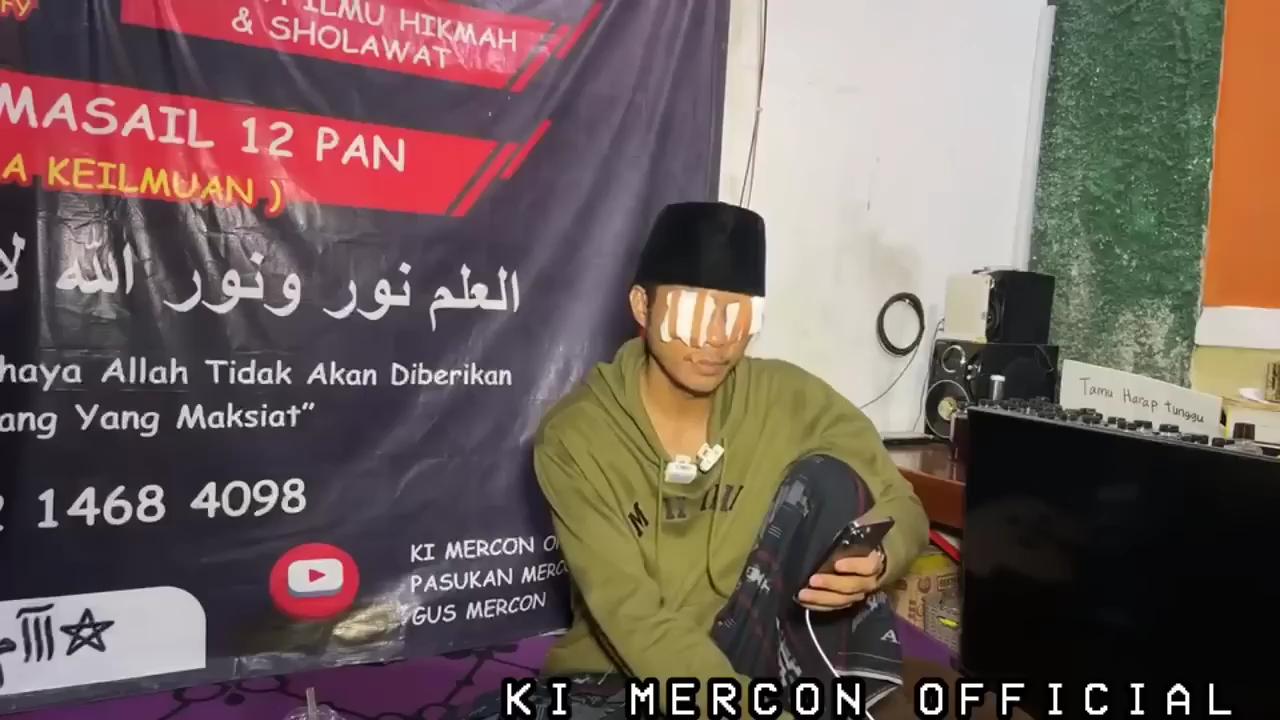 ILMU HIKMAH
& SHOLAWAT
MASAIL 12 PAN
A KEILMUAN )
العلم نور ونور الله لا
haya Allah Tidak Akan Diberikan
ang Yang Maksiat”
1468 4098
KI MERCON
PASUKAN MERC
GUS MERCON
Tamu Harap tunggu
KI MERCON OFFICIAL